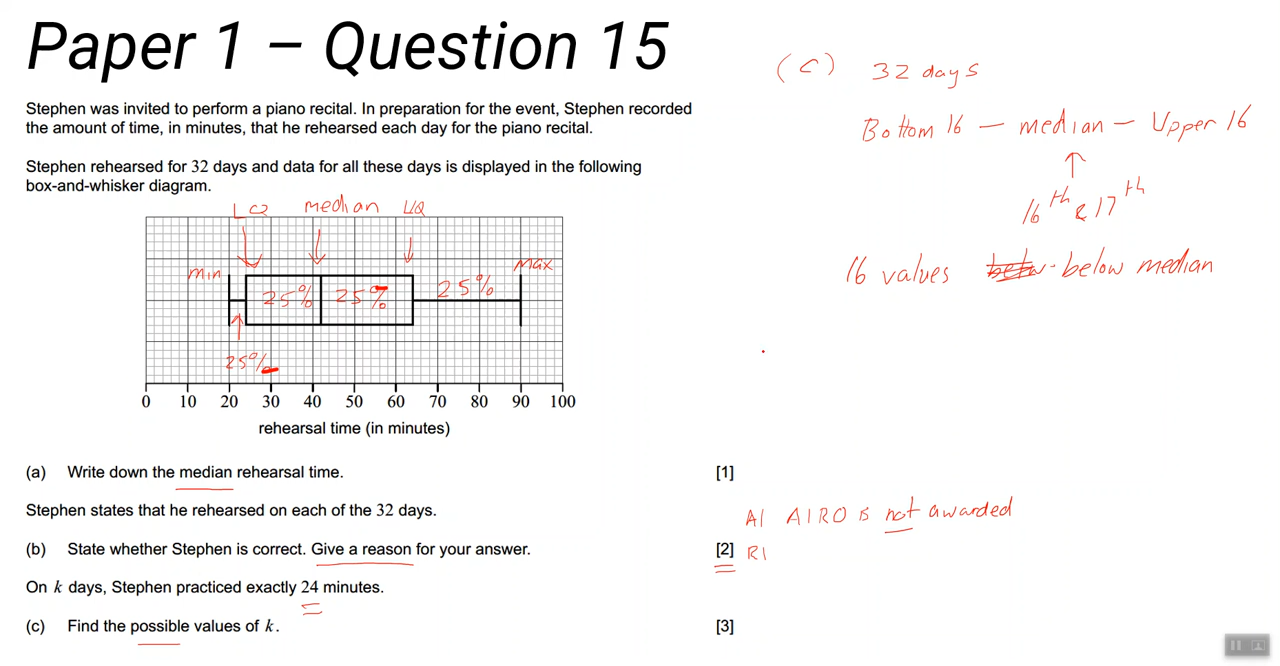 Paper 1 – Question 15
Stephen was invited to perform a piano recital. In preparation for the event, Stephen recorded
the amount of time, in minutes, that he rehearsed each day for the piano recital.
Stephen rehearsed for 32 days and data for all these days is displayed in the following
box-and-whisker diagram.
LQ median UQ
min max
25% 25% 25%
25%
0 10 20 30 40 50 60 70 80 90 100
rehearsal time (in minutes)
(a) Write down the median rehearsal time. [1]
Stephen states that he rehearsed on each of the 32 days.
(b) State whether Stephen is correct. Give a reason for your answer. [2]
On k days, Stephen practiced exactly 24 minutes.
(c) Find the possible values of k. [3]
(c) 32 days
Bottom 16 – median – Upper 16
16th & 17th
16 values below median
A1 A1R0 is not awarded
R1